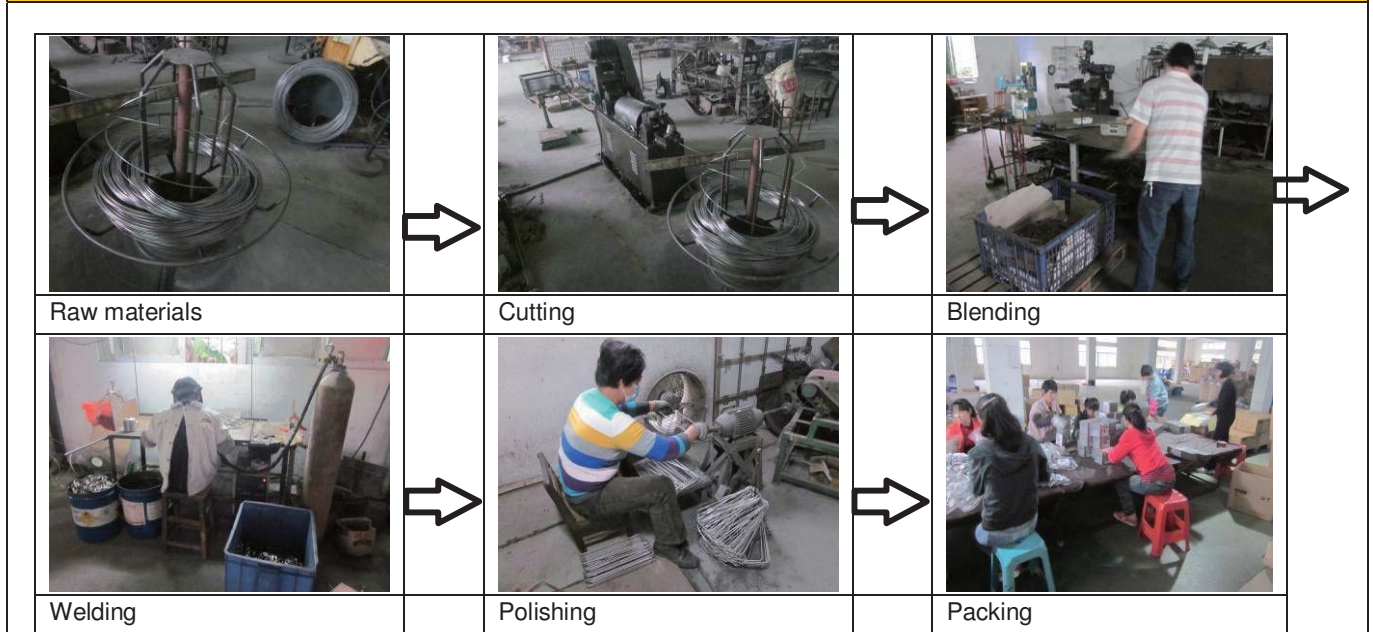 Raw materials
Cutting
Blending
Welding
Polishing
Packing